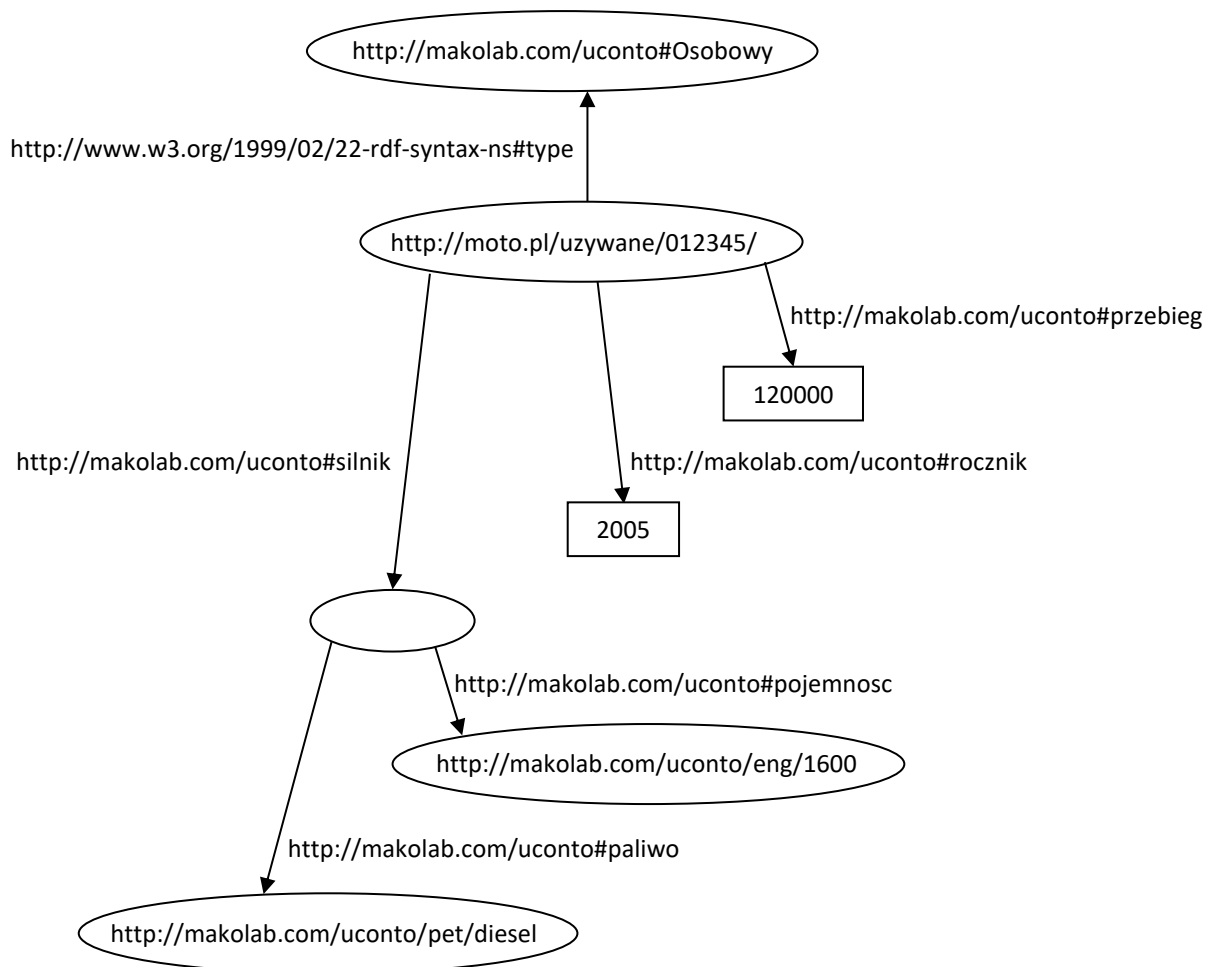 http://makolab.com/uconto#Osobowy
http://www.w3.org/1999/02/22-rdf-syntax-ns#type
http://moto.pl/uzywane/012345/
http://makolab.com/uconto#przebieg
120000
http://makolab.com/uconto#silnik
http://makolab.com/uconto#rocznik
2005
http://makolab.com/uconto#pojemnosc
http://makolab.com/uconto/eng/1600
http://makolab.com/uconto#paliwo
http://makolab.com/uconto/pet/diesel